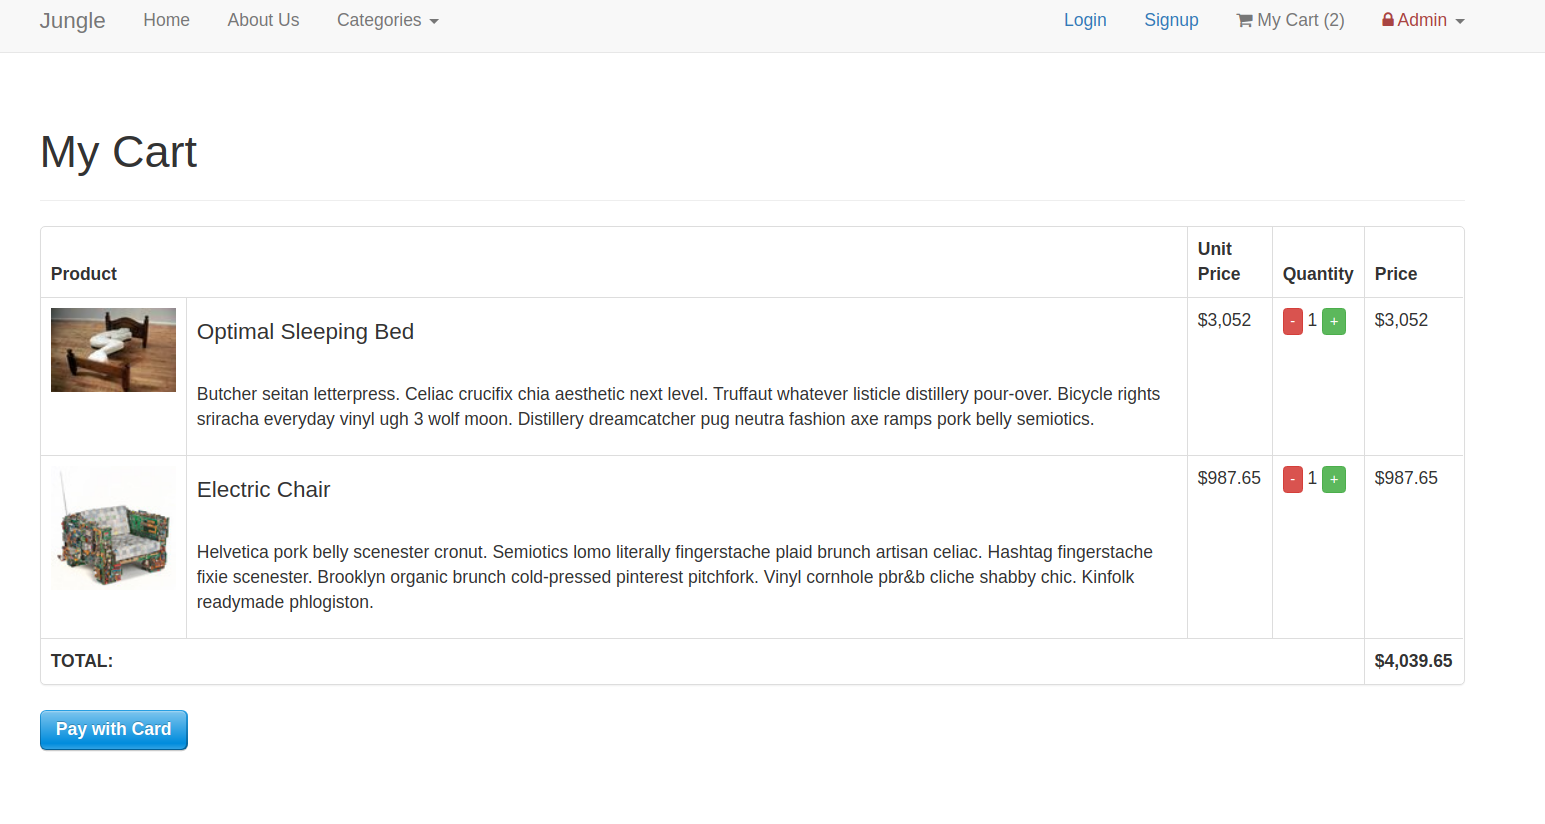 Jungle Home About Us Categories Login Signup My Cart (2) Admin
My Cart
Product Unit Price Quantity Price
Optimal Sleeping Bed $3,052 - 1 + $3,052
Butcher seitan letterpress. Celiac crucifix chia aesthetic next level. Truffaut whatever listicle distillery pour-over. Bicycle rights
sriracha everyday vinyl ugh 3 wolf moon. Distillery dreamcatcher pug neutra fashion axe ramps pork belly semiotics.
Electric Chair $987.65 - 1 + $987.65
Helvetica pork belly scenester cronut. Semiotics lomo literally fingerstache plaid brunch artisan celiac. Hashtag fingerstache
fixie scenester. Brooklyn organic brunch cold-pressed pinterest pitchfork. Vinyl cornhole pbr&b cliche shabby chic. Kinfolk
readymade phlogiston.
TOTAL: $4,039.65
Pay with Card